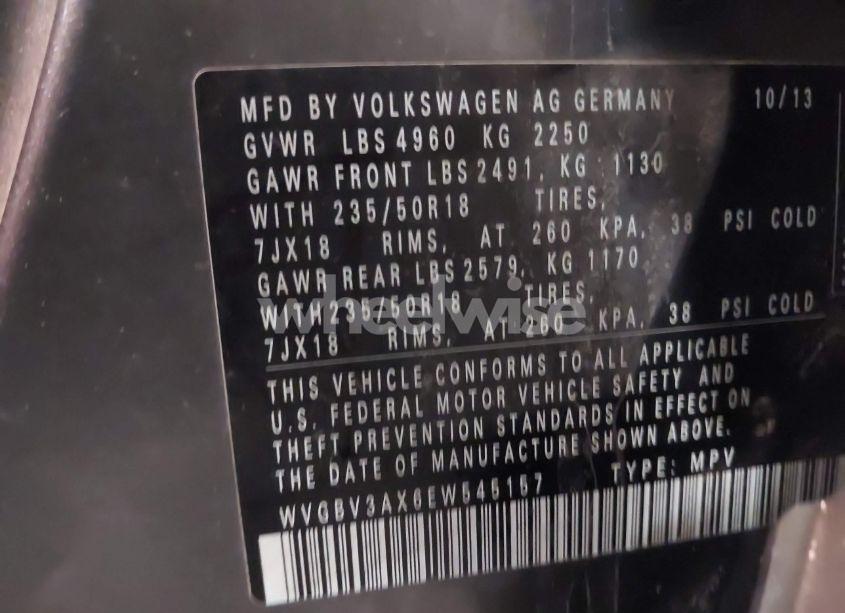 MFD BY VOLKSWAGEN AG GERMANY 10/13
GVWR LBS 4960 KG 2250
GAWR FRONT LBS 2491, KG 1130
WITH 235/50R18 TIRES,
7JX18 RIMS, AT 260 KPA, 38 PSI COLD
GAWR REAR LBS 2579, KG 1170
WITH 235/50R18 TIRES,
7JX18 RIMS, AT 260 KPA, 38 PSI COLD
wheelwise
THIS VEHICLE CONFORMS TO ALL APPLICABLE
U.S. FEDERAL MOTOR VEHICLE SAFETY AND
THEFT PREVENTION STANDARDS IN EFFECT ON
THE DATE OF MANUFACTURE SHOWN ABOVE.
WVGBV3AX6EW545157 TYPE: MPV